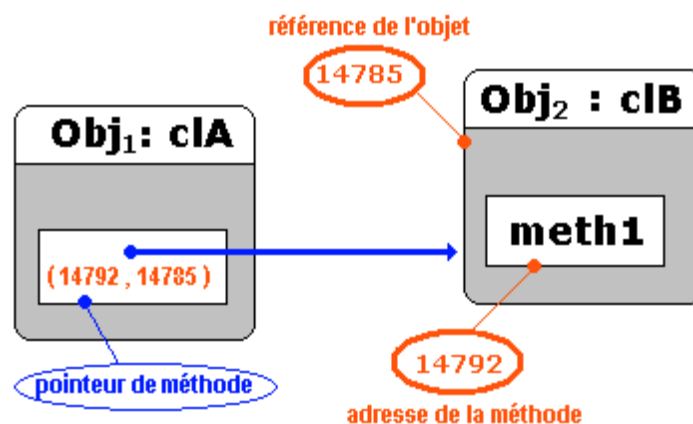 référence de l'objet
14785
Obj₁: clA
Obj₂ : clB
meth1
(14792 , 14785 )
pointeur de méthode
14792
adresse de la méthode